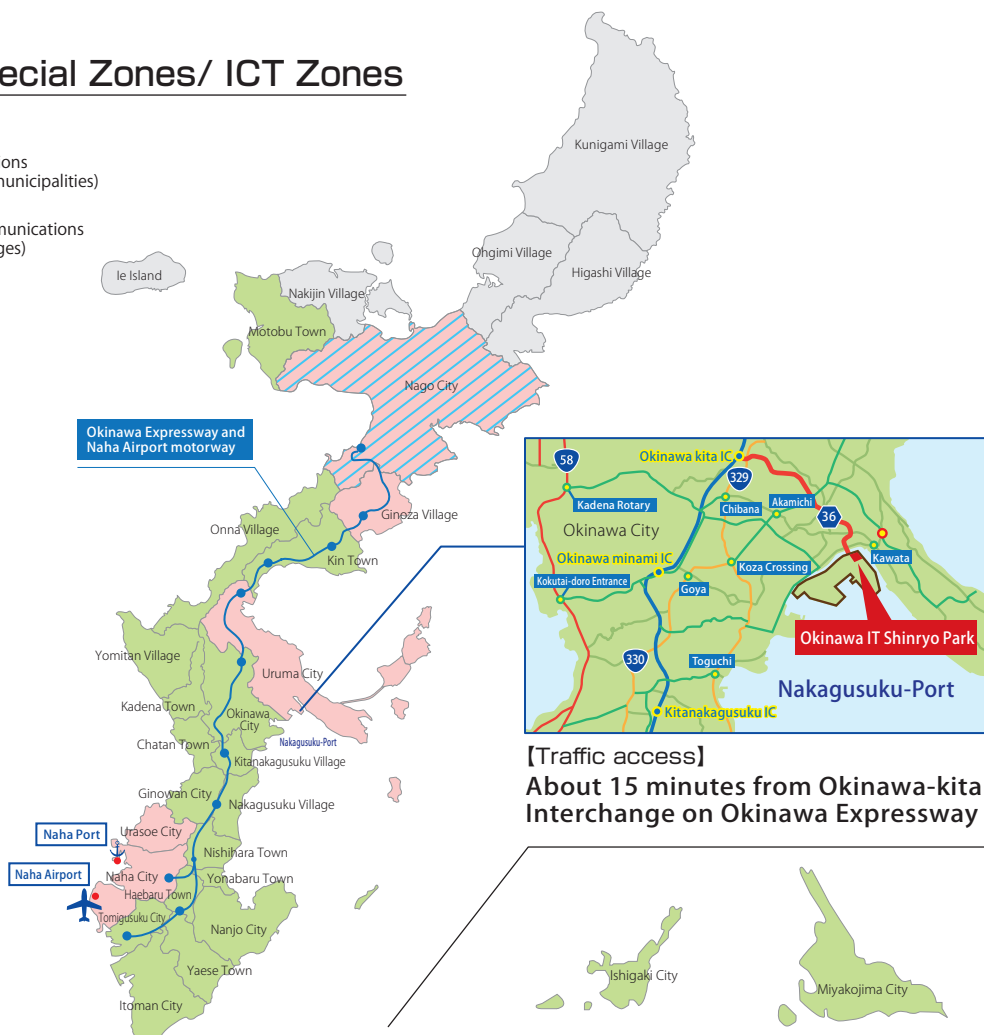 ecial Zones/ ICT Zones
ions
municipalities)
munications
ges)
Kunigami Village
Ohgimi Village
Higashi Village
Ie Island
Nakijin Village
Motobu Town
Nago City
Okinawa Expressway and
Naha Airport motorway
Ginoza Village
Onna Village
Kin Town
Yomitan Village
Uruma City
Kadena Town
Okinawa
City
Chatan Town
Nakagusuku-Port
Kitanakagusuku Village
Ginowan City
Nakagusuku Village
Naha Port
Urasoe City
Nishihara Town
Naha Airport
Naha City
Yonabaru Town
Haebaru Town
Tomigusuku City
Nanjo City
Yaese Town
Itoman City
58
Okinawa kita IC
329
Kadena Rotary
Chibana
Akamichi
36
Okinawa City
Kawata
Okinawa minami IC
Koza Crossing
Kokutai-doro Entrance
Goya
Okinawa IT Shinryo Park
330
Toguchi
Nakagusuku-Port
Kitanakagusuku IC
【Traffic access】
About 15 minutes from Okinawa-kita
Interchange on Okinawa Expressway
Ishigaki City
Miyakojima City